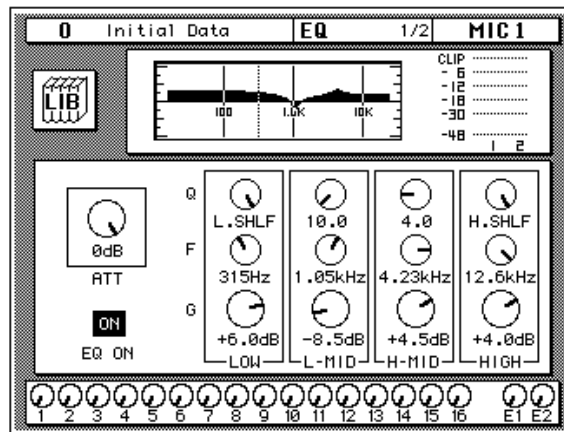 0 Initial Data EQ 1/2 MIC 1
LIB
100 1.0K 10K
CLIP
- 6
-12
-18
-30
-48
1 2
Q
L.SHLF 10.0 4.0 H.SHLF
0dB
ATT
F
315Hz 1.05kHz 4.23kHz 12.6kHz
G
ON
EQ ON
+6.0dB -8.5dB +4.5dB +4.0dB
LOW L-MID H-MID HIGH
1 2 3 4 5 6 7 8 9 10 11 12 13 14 15 16 E1 E2